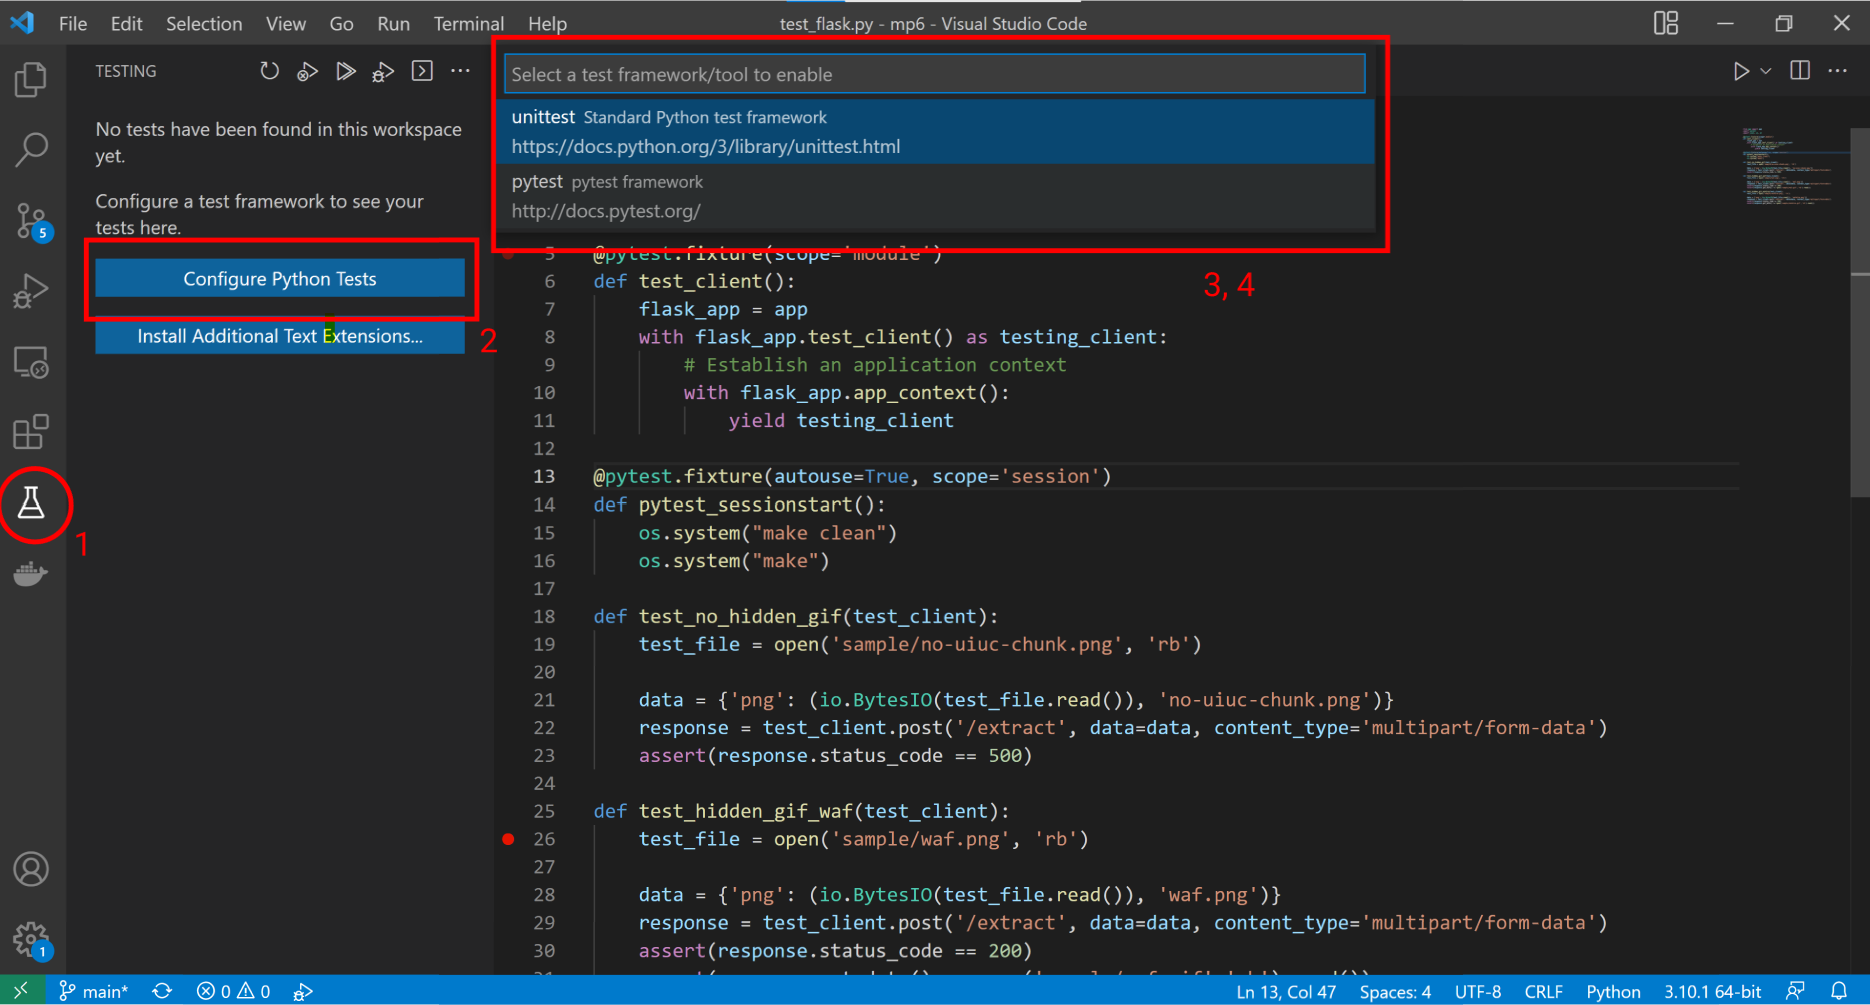 File Edit Selection View Go Run Terminal Help
test_flask.py - mp6 - Visual Studio Code
TESTING
No tests have been found in this workspace
yet.
Configure a test framework to see your
tests here.
Configure Python Tests
Install Additional Text Extensions...
2
5
1
1
Select a test framework/tool to enable
unittest Standard Python test framework
https://docs.python.org/3/library/unittest.html
pytest pytest framework
http://docs.pytest.org/
3, 4
5 @pytest.fixture(scope='module')
6 def test_client():
7 flask_app = app
8 with flask_app.test_client() as testing_client:
9 # Establish an application context
10 with flask_app.app_context():
11 yield testing_client
12
13 @pytest.fixture(autouse=True, scope='session')
14 def pytest_sessionstart():
15 os.system("make clean")
16 os.system("make")
17
18 def test_no_hidden_gif(test_client):
19 test_file = open('sample/no-uiuc-chunk.png', 'rb')
20
21 data = {'png': (io.BytesIO(test_file.read()), 'no-uiuc-chunk.png')}
22 response = test_client.post('/extract', data=data, content_type='multipart/form-data')
23 assert(response.status_code == 500)
24
25 def test_hidden_gif_waf(test_client):
26 test_file = open('sample/waf.png', 'rb')
27
28 data = {'png': (io.BytesIO(test_file.read()), 'waf.png')}
29 response = test_client.post('/extract', data=data, content_type='multipart/form-data')
30 assert(response.status_code == 200)
main* 0 0
Ln 13, Col 47 Spaces: 4 UTF-8 CRLF Python 3.10.1 64-bit